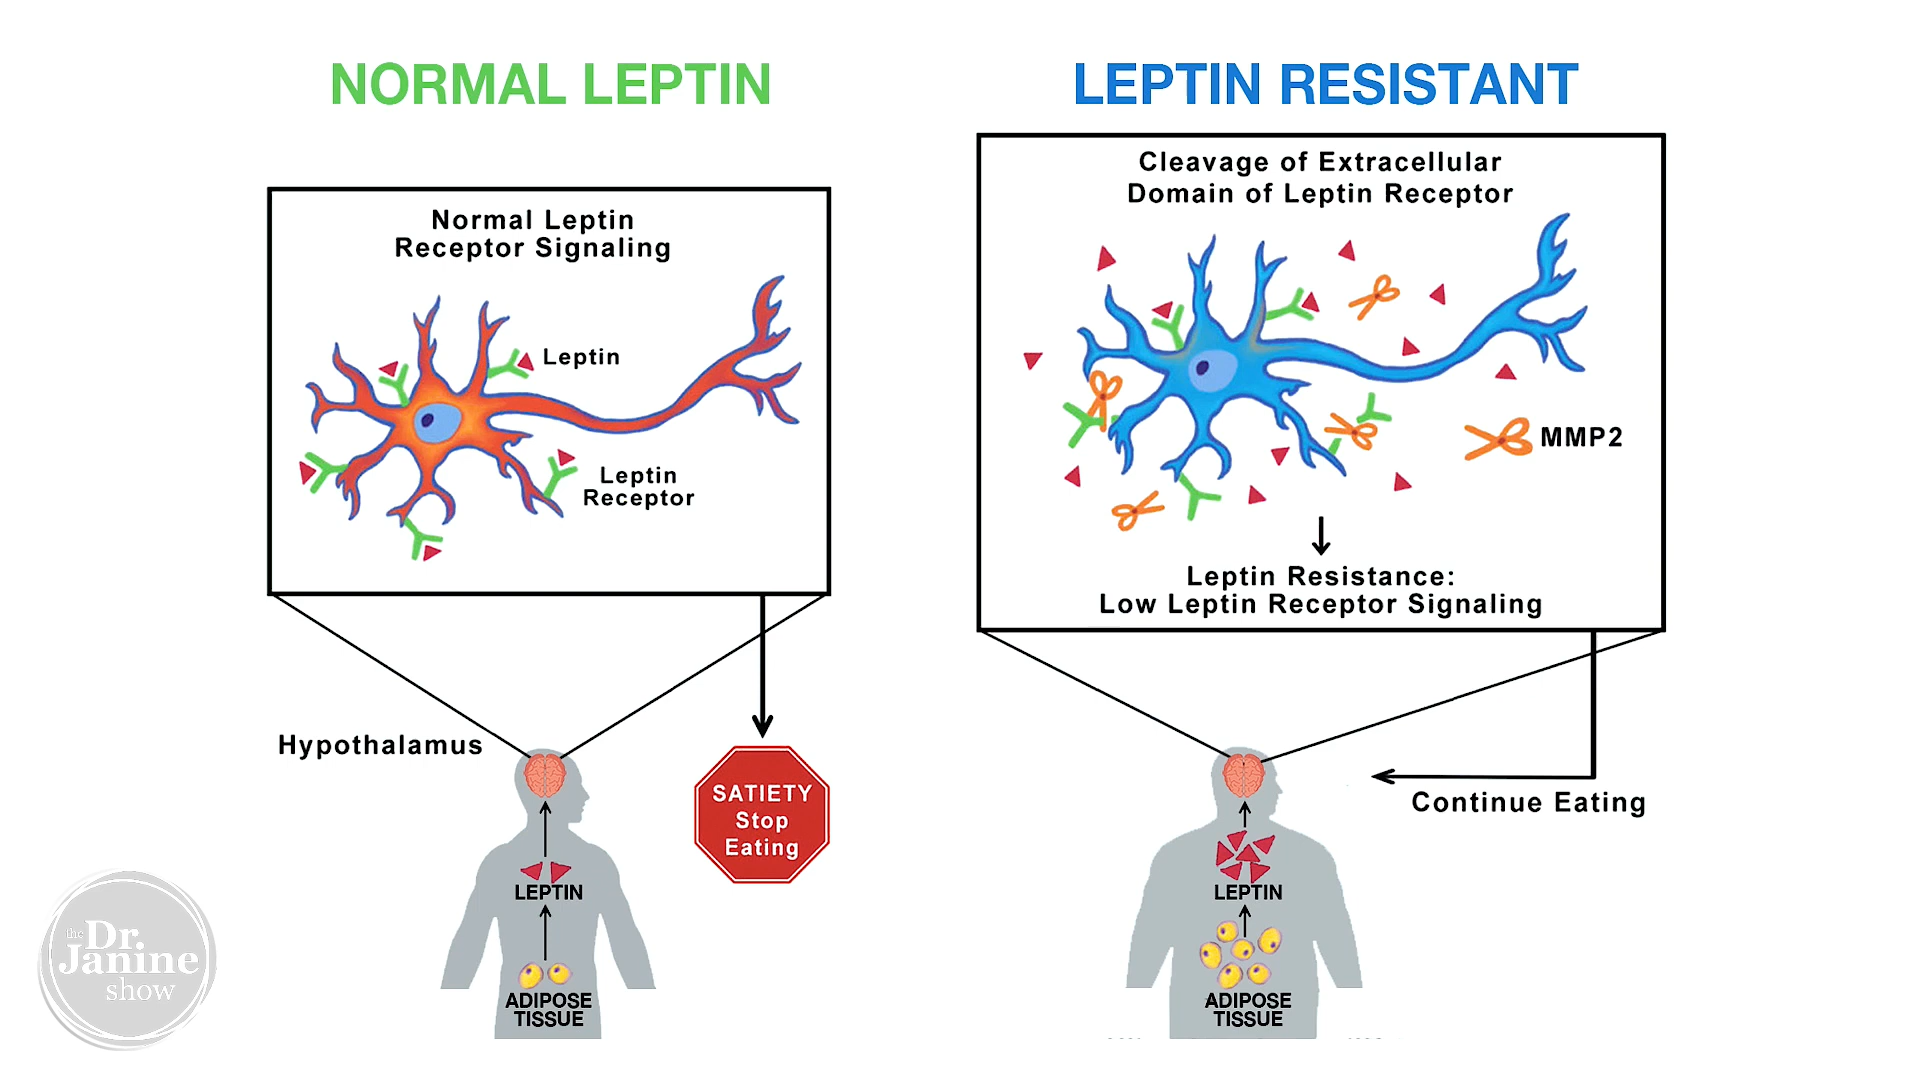 NORMAL LEPTIN
Normal Leptin
Receptor Signaling
Leptin
Leptin
Receptor
Hypothalamus
SATIETY
Stop
Eating
LEPTIN
ADIPOSE
TISSUE
LEPTIN RESISTANT
Cleavage of Extracellular
Domain of Leptin Receptor
MMP2
Leptin Resistance:
Low Leptin Receptor Signaling
Continue Eating
LEPTIN
ADIPOSE
TISSUE
the Dr.
Janine
show